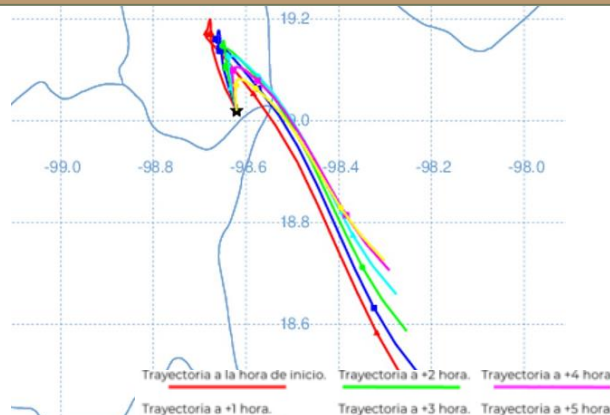 19.2
19.0
-99.0 -98.8 -98.6 -98.4 -98.2 -98.0
18.8
18.6
Trayectoria a la hora de inicio. Trayectoria a +2 hora. Trayectoria a +4 hora
Trayectoria a +1 hora. Trayectoria a +3 hora. Trayectoria a +5 hora